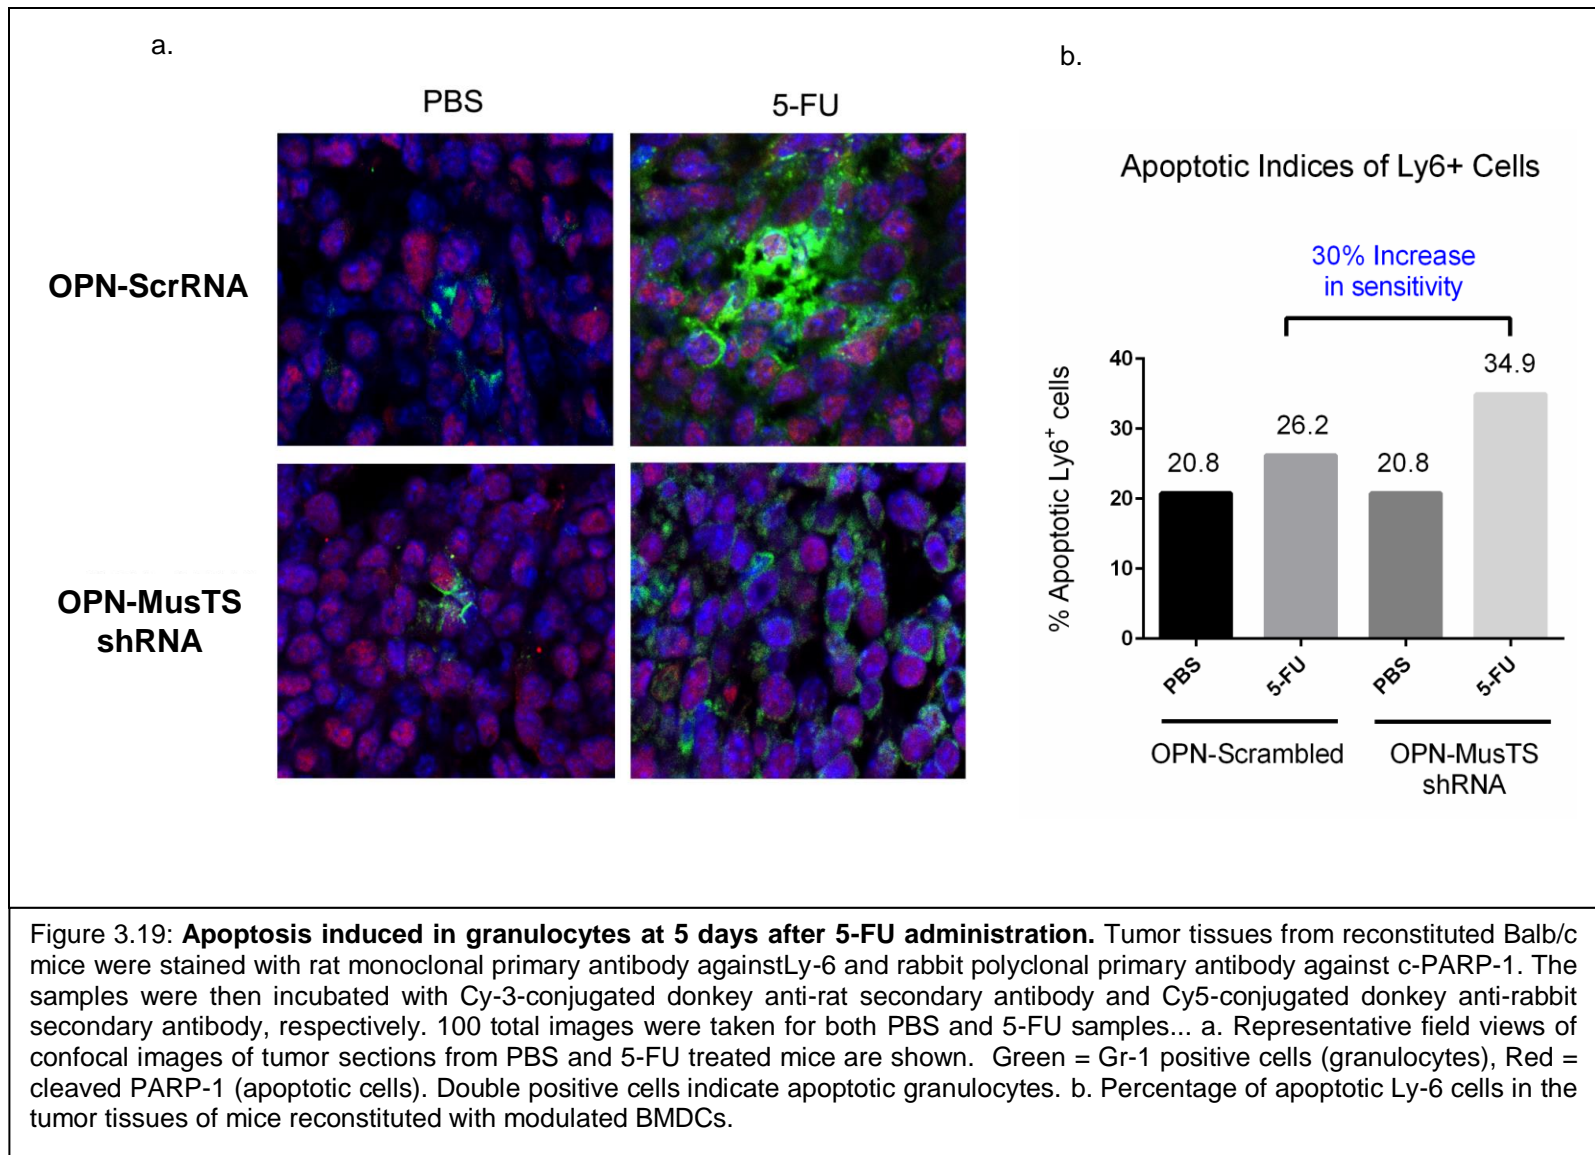 a.
PBS
5-FU
OPN-ScrRNA
OPN-MusTS
shRNA
b.
Apoptotic Indices of Ly6+ Cells
30% Increase
in sensitivity
% Apoptotic Ly6⁺ cells
40
30
20
10
0
20.8
26.2
20.8
34.9
PBS
5-FU
PBS
5-FU
OPN-Scrambled
OPN-MusTS
shRNA
Figure 3.19: Apoptosis induced in granulocytes at 5 days after 5-FU administration. Tumor tissues from reconstituted Balb/c
mice were stained with rat monoclonal primary antibody againstLy-6 and rabbit polyclonal primary antibody against c-PARP-1. The
samples were then incubated with Cy-3-conjugated donkey anti-rat secondary antibody and Cy5-conjugated donkey anti-rabbit
secondary antibody, respectively. 100 total images were taken for both PBS and 5-FU samples... a. Representative field views of
confocal images of tumor sections from PBS and 5-FU treated mice are shown. Green = Gr-1 positive cells (granulocytes), Red =
cleaved PARP-1 (apoptotic cells). Double positive cells indicate apoptotic granulocytes. b. Percentage of apoptotic Ly-6 cells in the
tumor tissues of mice reconstituted with modulated BMDCs.